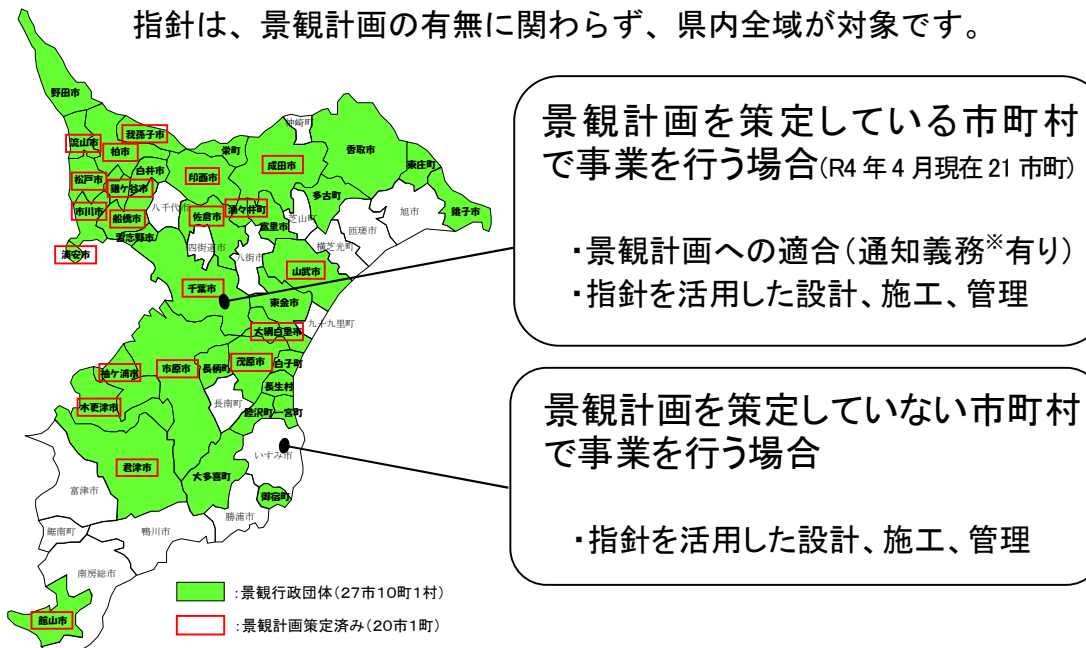 指針は、景観計画の有無に関わらず、県内全域が対象です。
野田市
流山市
我孫子市
柏市
松戸市
鎌ケ谷市
白井市
印西市
栄町
成田市
神崎町
香取市
東庄町
銚子市
市川市
船橋市
八千代市
佐倉市
酒々井町
富里市
芝山町
多古町
旭市
匝瑳市
横芝光町
習志野市
浦安市
四街道市
八街市
山武市
千葉市
東金市
九十九里町
大網白里市
袖ケ浦市
市原市
長柄町
茂原市
白子町
長生村
木更津市
長南町
睦沢町
一宮町
いすみ市
君津市
大多喜町
御宿町
富津市
勝浦市
鋸南町
鴨川市
南房総市
館山市
:景観行政団体(27市10町1村)
:景観計画策定済み(20市1町)
景観計画を策定している市町村
で事業を行う場合(R4年4月現在21市町)
・景観計画への適合(通知義務※有り)
・指針を活用した設計、施工、管理
景観計画を策定していない市町村
で事業を行う場合
・指針を活用した設計、施工、管理